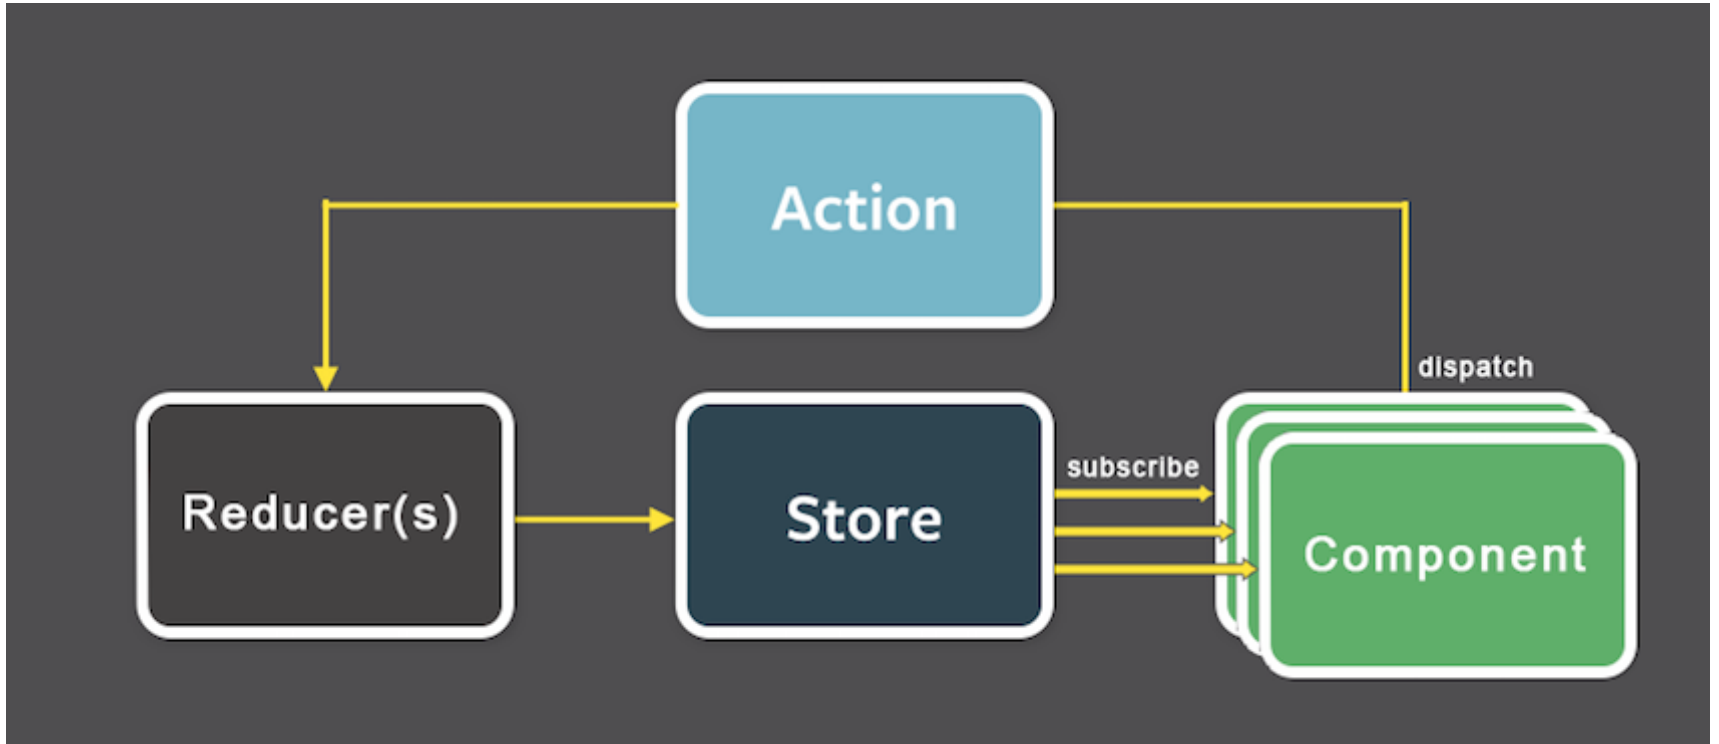 Action
dispatch
Reducer(s)
Store
subscribe
Component